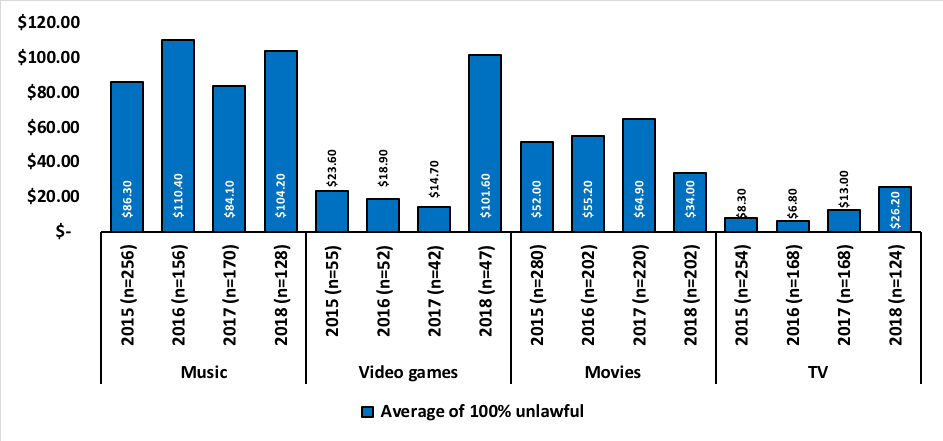 $120.00
$100.00
$80.00
$60.00
$40.00
$20.00
$-
$86.30
$110.40
$84.10
$104.20
$23.60
$18.90
$14.70
$101.60
$52.00
$55.20
$64.90
$34.00
$8.30
$6.80
$13.00
$26.20
2015 (n=256)
2016 (n=156)
2017 (n=170)
2018 (n=128)
2015 (n=55)
2016 (n=52)
2017 (n=42)
2018 (n=47)
2015 (n=280)
2016 (n=202)
2017 (n=220)
2018 (n=202)
2015 (n=254)
2016 (n=168)
2017 (n=168)
2018 (n=124)
Music
Video games
Movies
TV
Average of 100% unlawful